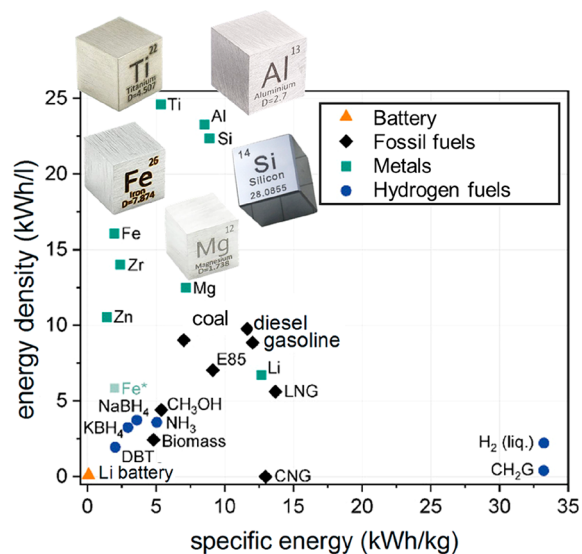 22
Ti
Titanium
D=4.507
13
Al
Aluminium
D=2.7
25
Ti
Al
Si
Battery
Fossil fuels
Metals
Hydrogen fuels
20
26
Fe
Iron
D=7.874
14
Si
Silicon
28.0855
12
Mg
Magnesium
D=1.738
15
Fe
Zr
Mg
10
Zn
coal
diesel
gasoline
E85
Li
LNG
5
Fe*
NaBH4
CH3OH
KBH4
NH3
Biomass
DBT
H2 (liq.)
CH2G
0
Li battery
CNG
0 5 10 15 20 25 30 35
energy density (kWh/l)
specific energy (kWh/kg)